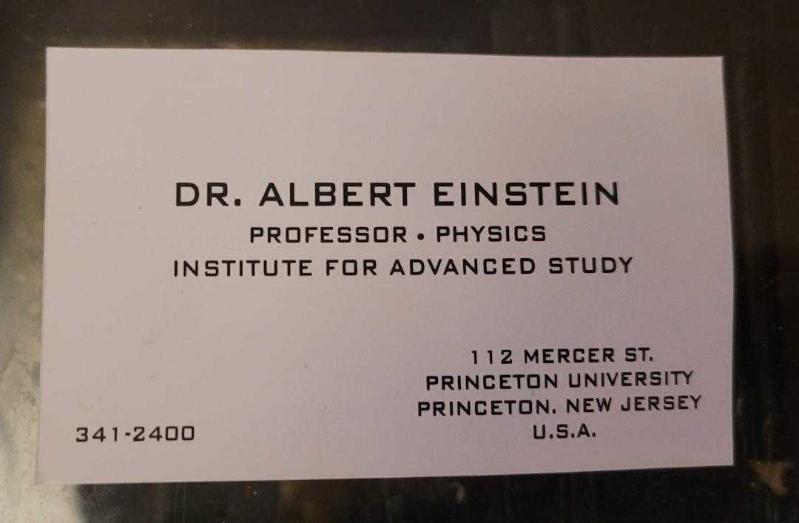 DR. ALBERT EINSTEIN
PROFESSOR • PHYSICS
INSTITUTE FOR ADVANCED STUDY
112 MERCER ST.
PRINCETON UNIVERSITY
PRINCETON. NEW JERSEY
U.S.A.
341-2400